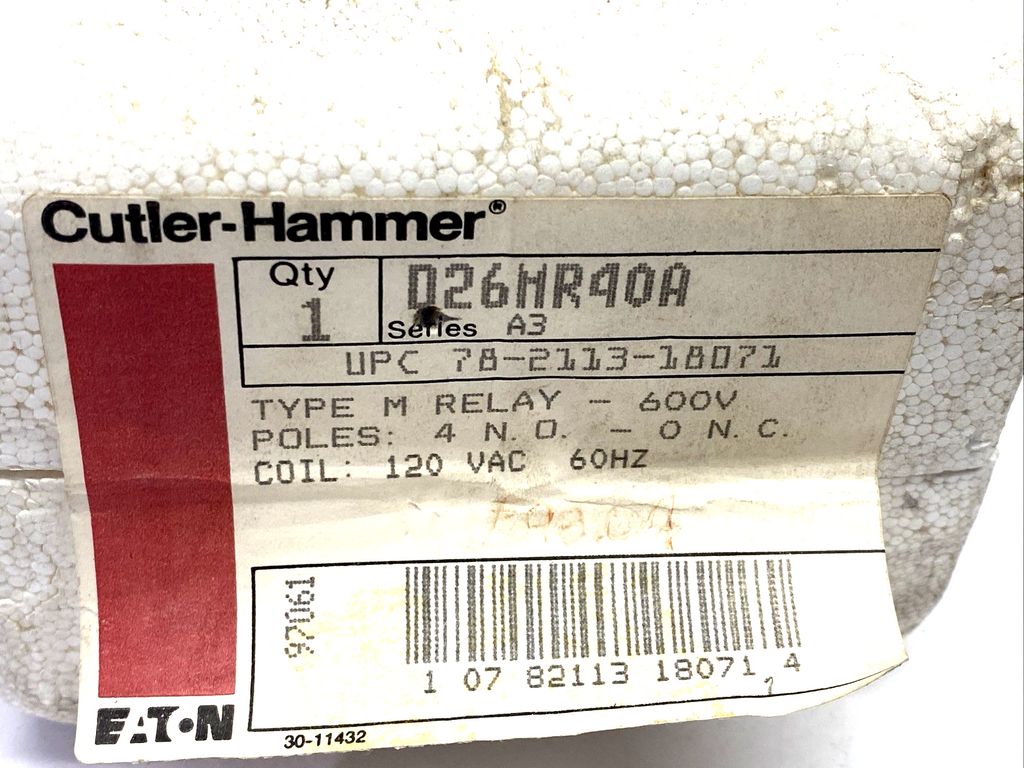 Cutler-Hammer®
Qty
1
D26MR40A
Series A3
UPC 78-2113-18071
TYPE M RELAY - 600V
POLES: 4 N.O. - 0 N.C.
COIL: 120 VAC 60HZ
97061
1 07 82113 18071 4
EATON
30-11432